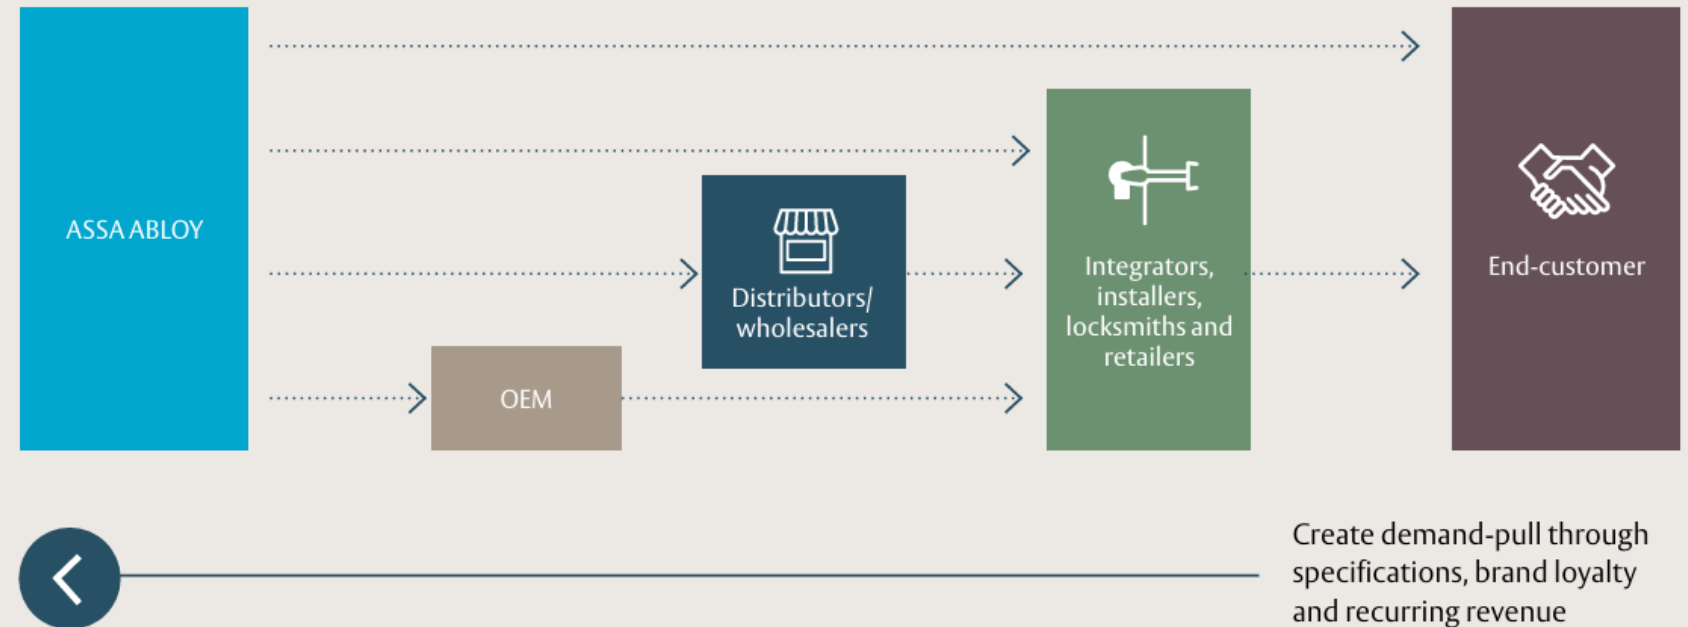 ASSA ABLOY
OEM
Distributors/
wholesalers
Integrators,
installers,
locksmiths and
retailers
End-customer
Create demand-pull through
specifications, brand loyalty
and recurring revenue